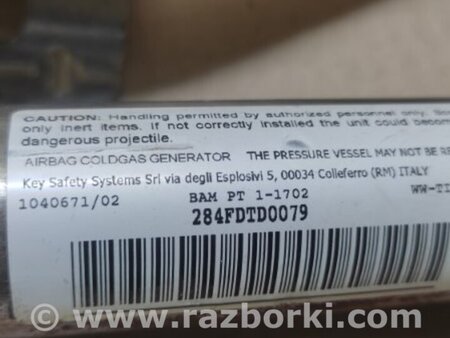 CAUTION: Handling permitted by authorized personnel only.
only inert items. If not correctly installed the unit could become
dangerous projectile.
AIRBAG COLDGAS GENERATOR THE PRESSURE VESSEL MAY NOT BE
Key Safety Systems Srl via degli Esplosivi 5, 00034 Colleferro (RM) ITALY
1040671/02 BAM PT 1-1702 WW-TI
284FDTD0079
www.razborki.com